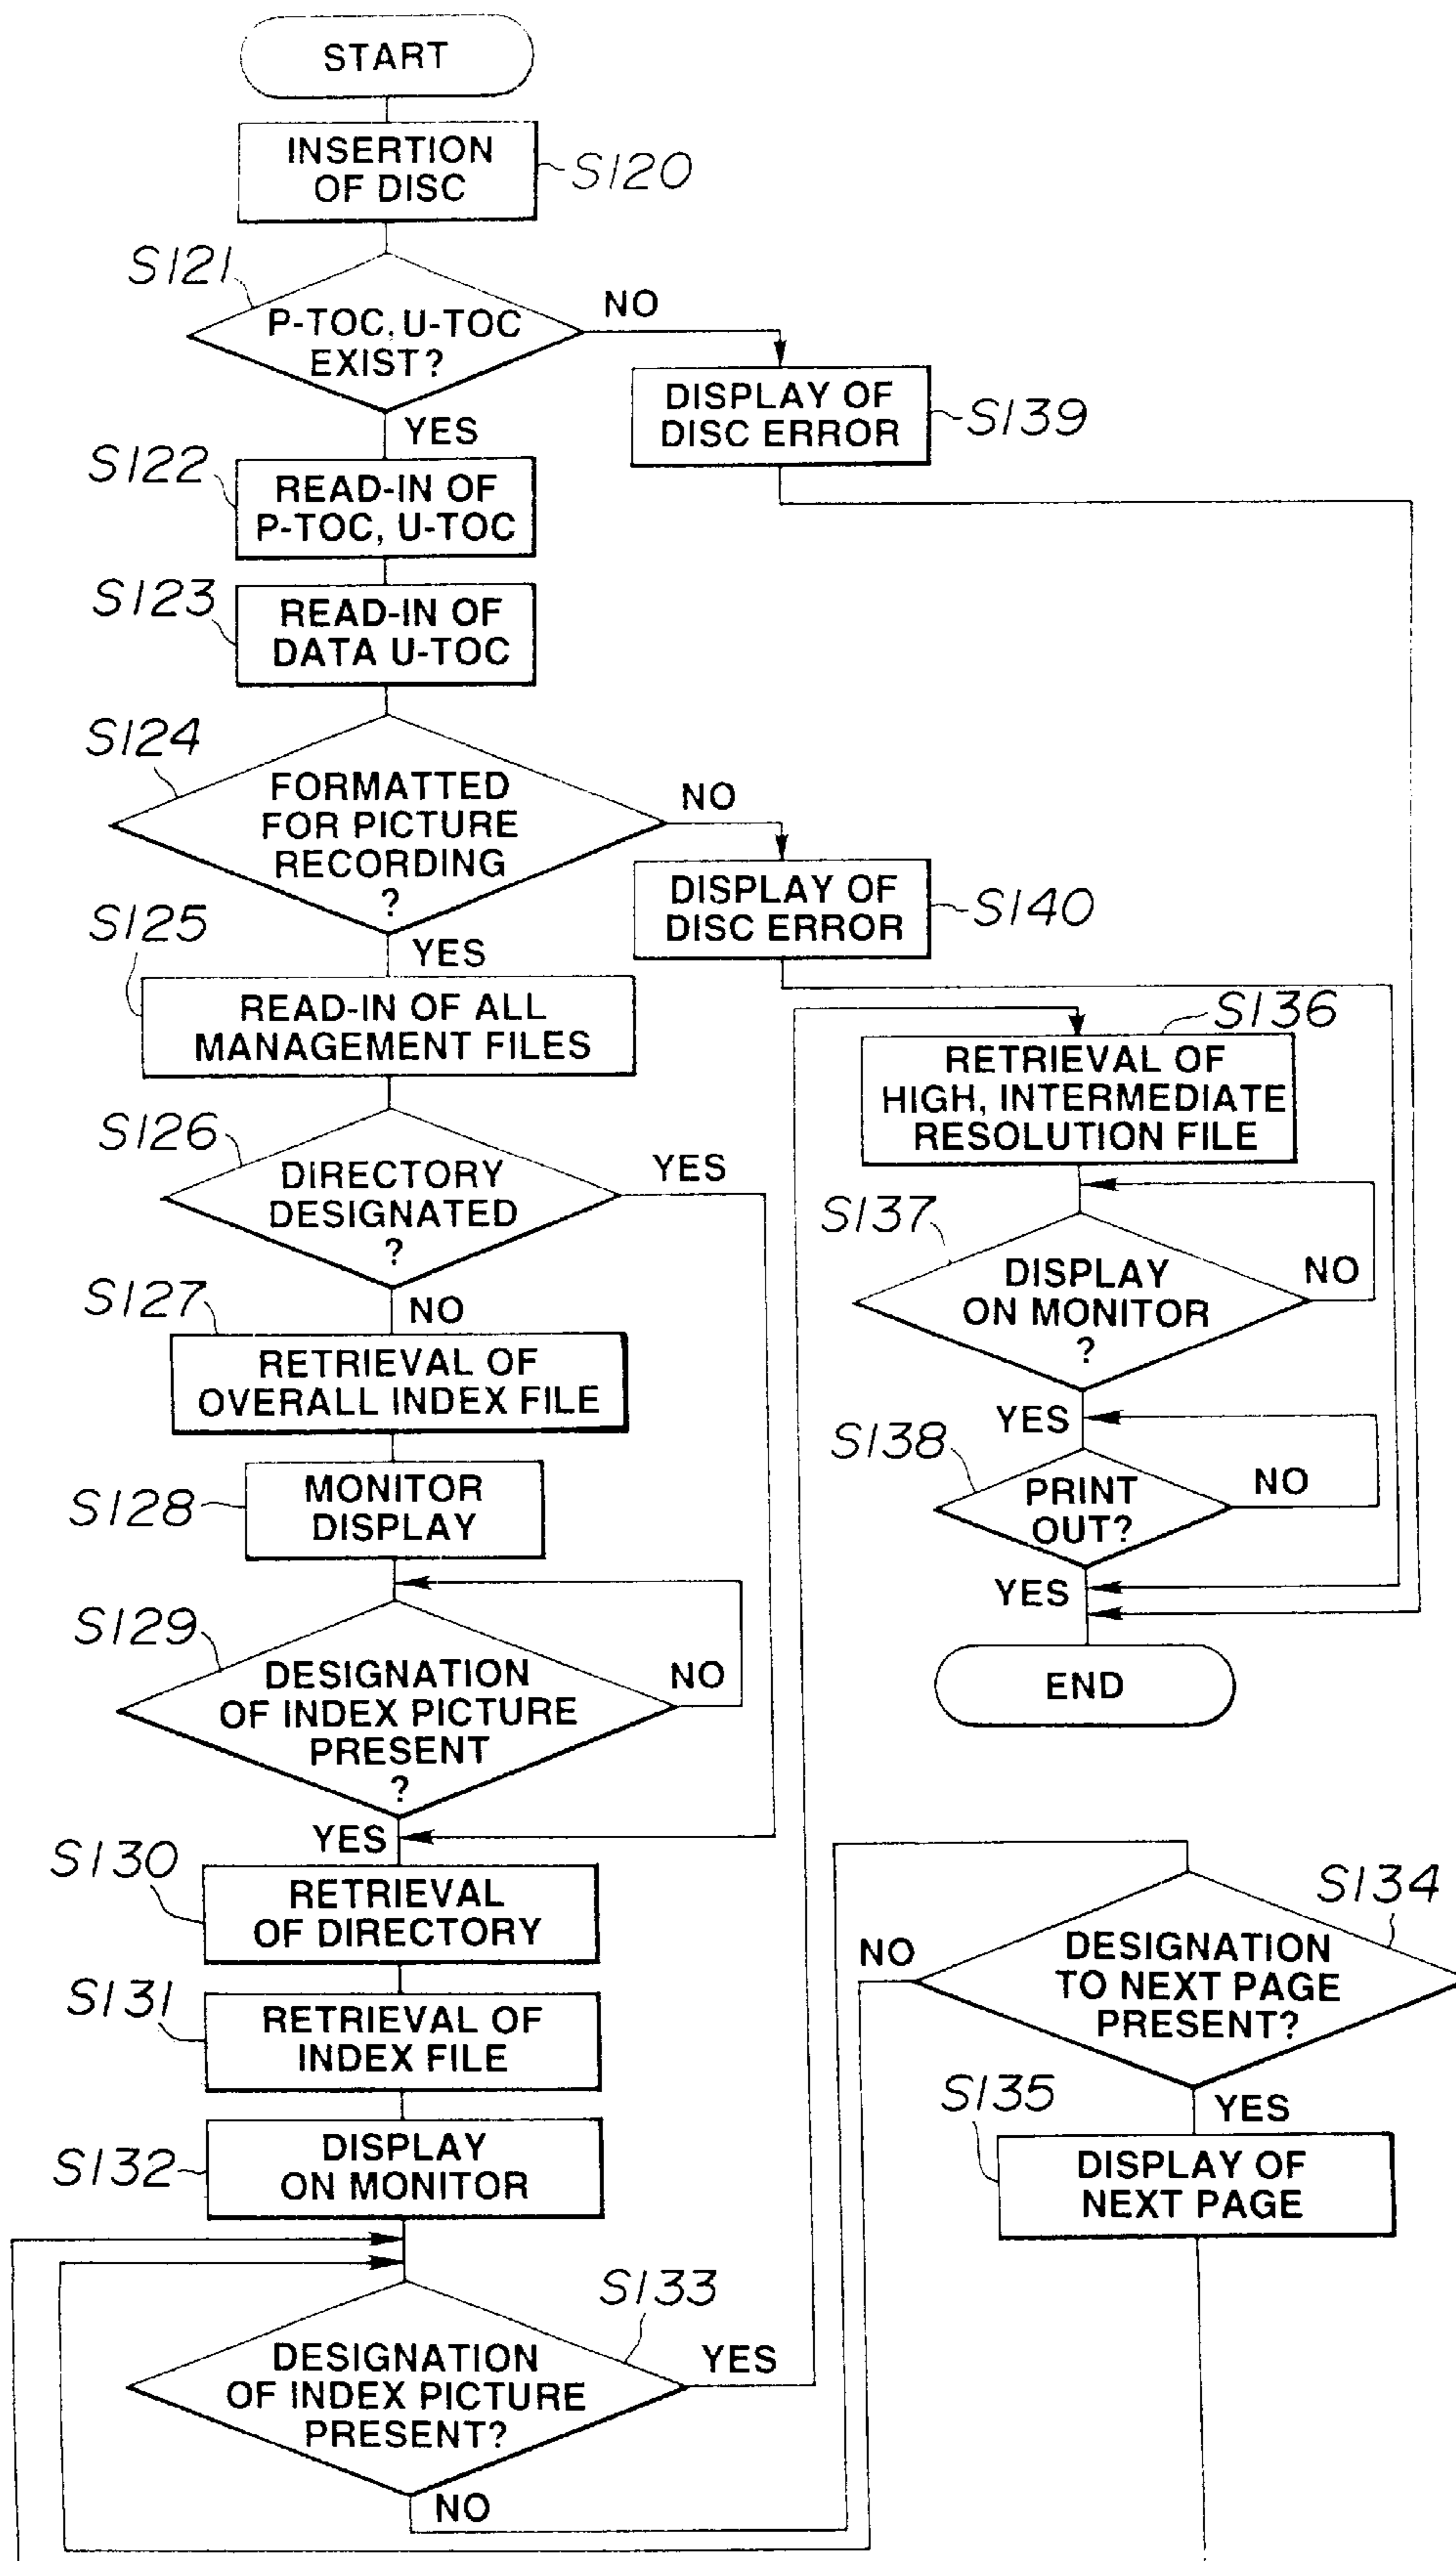 START
INSERTION
OF DISC
S120
S121
P-TOC, U-TOC
EXIST?
NO
YES
DISPLAY OF
DISC ERROR
S139
S122
READ-IN OF
P-TOC, U-TOC
S123
READ-IN OF
DATA U-TOC
S124
FORMATTED
FOR PICTURE
RECORDING
?
NO
YES
DISPLAY OF
DISC ERROR
S140
S125
READ-IN OF ALL
MANAGEMENT FILES
S126
DIRECTORY
DESIGNATED
?
YES
NO
S127
RETRIEVAL OF
OVERALL INDEX FILE
S128
MONITOR
DISPLAY
S129
DESIGNATION
OF INDEX PICTURE
PRESENT
?
NO
YES
S130
RETRIEVAL
OF DIRECTORY
S131
RETRIEVAL OF
INDEX FILE
S132
DISPLAY
ON MONITOR
S133
DESIGNATION
OF INDEX PICTURE
PRESENT?
YES
NO
S136
RETRIEVAL OF
HIGH, INTERMEDIATE
RESOLUTION FILE
S137
DISPLAY
ON MONITOR
?
NO
YES
S138
PRINT
OUT?
NO
YES
END
S134
DESIGNATION
TO NEXT PAGE
PRESENT?
NO
YES
S135
DISPLAY OF
NEXT PAGE